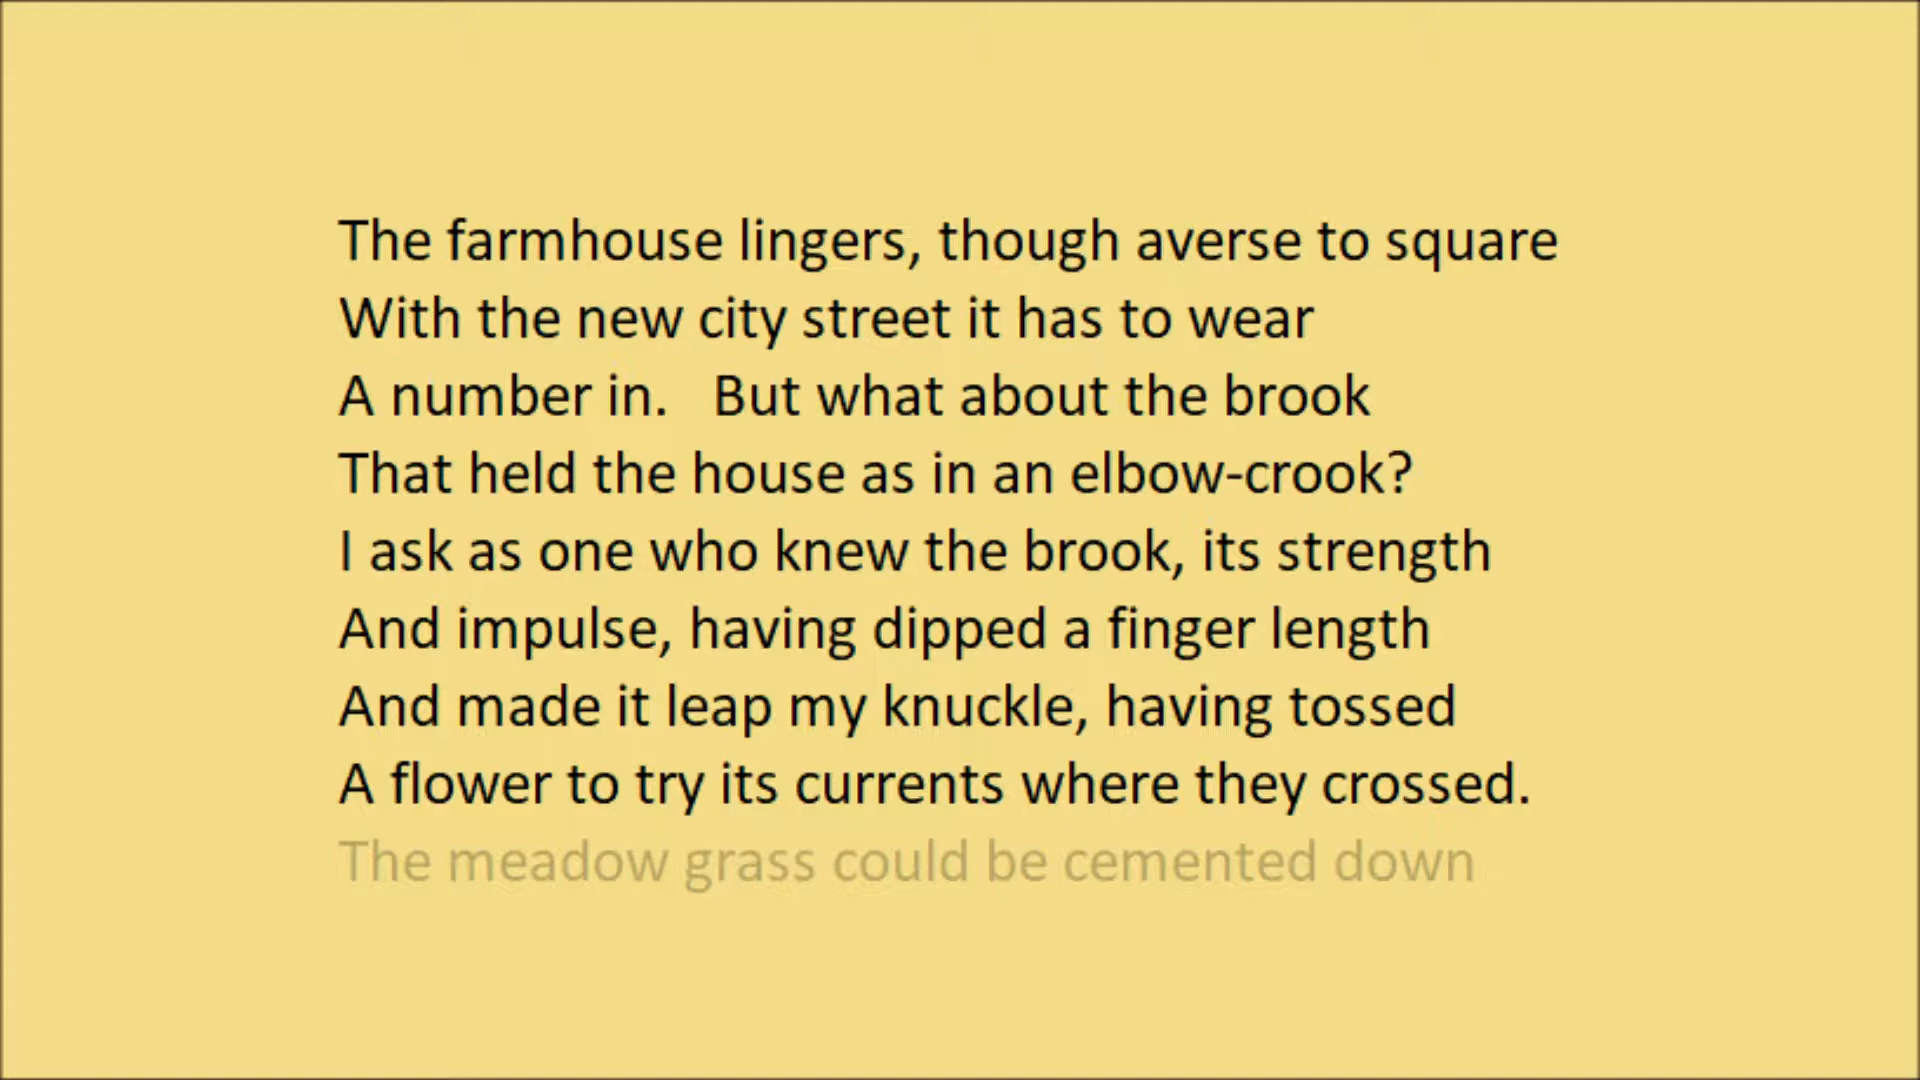 The farmhouse lingers, though averse to square
With the new city street it has to wear
A number in.   But what about the brook
That held the house as in an elbow-crook?
I ask as one who knew the brook, its strength
And impulse, having dipped a finger length
And made it leap my knuckle, having tossed
A flower to try its currents where they crossed.
The meadow grass could be cemented down